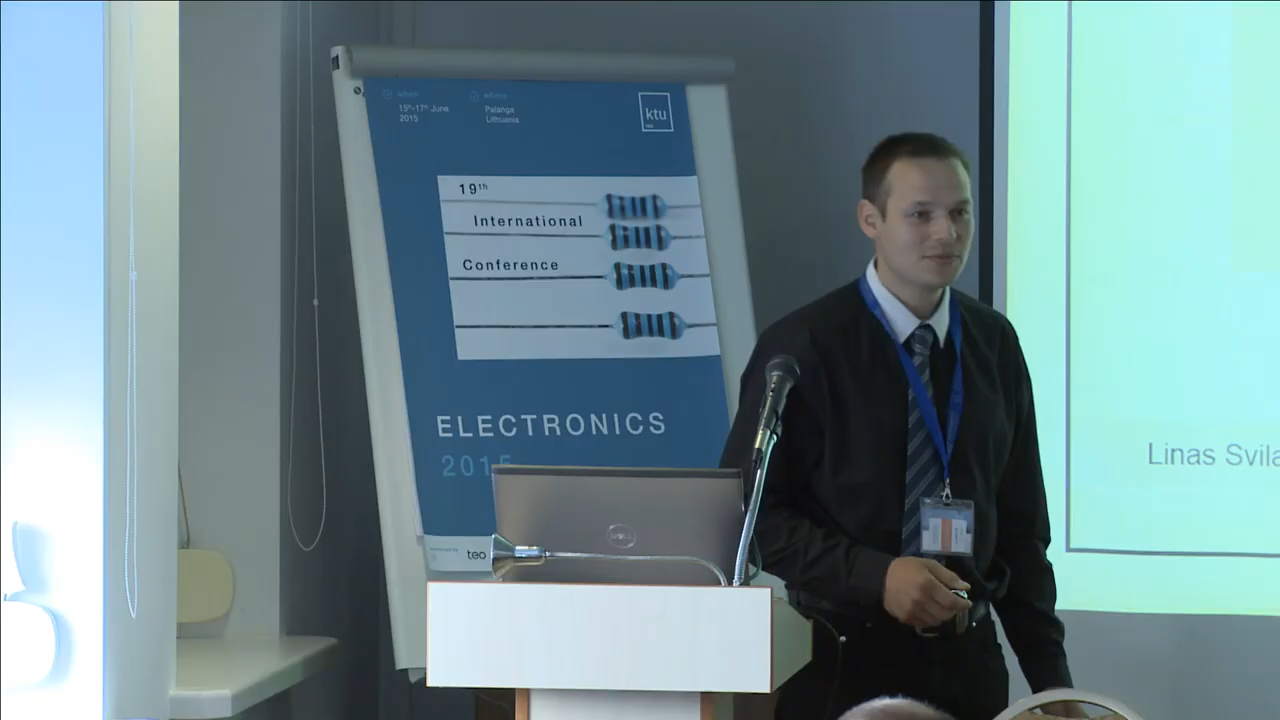 15th-17th June
2015
Palanga
Lithuania
ktu
19th
International
Conference
ELECTRONICS
2015
teo
DELL
Linas Svila